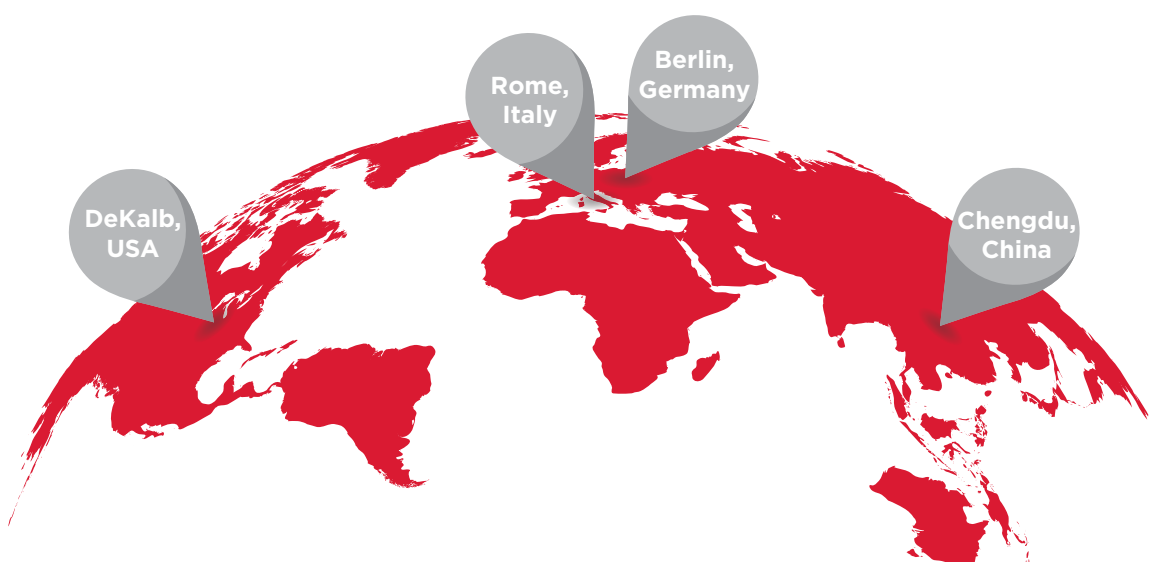 Berlin,
Germany
Rome,
Italy
DeKalb,
USA
Chengdu,
China